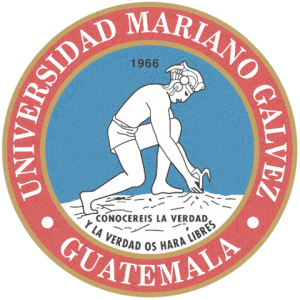 UNIVERSIDAD MARIANO GALVEZ
1966
CONOCEREIS LA VERDAD
Y LA VERDAD OS HARA LIBRES
• GUATEMALA •